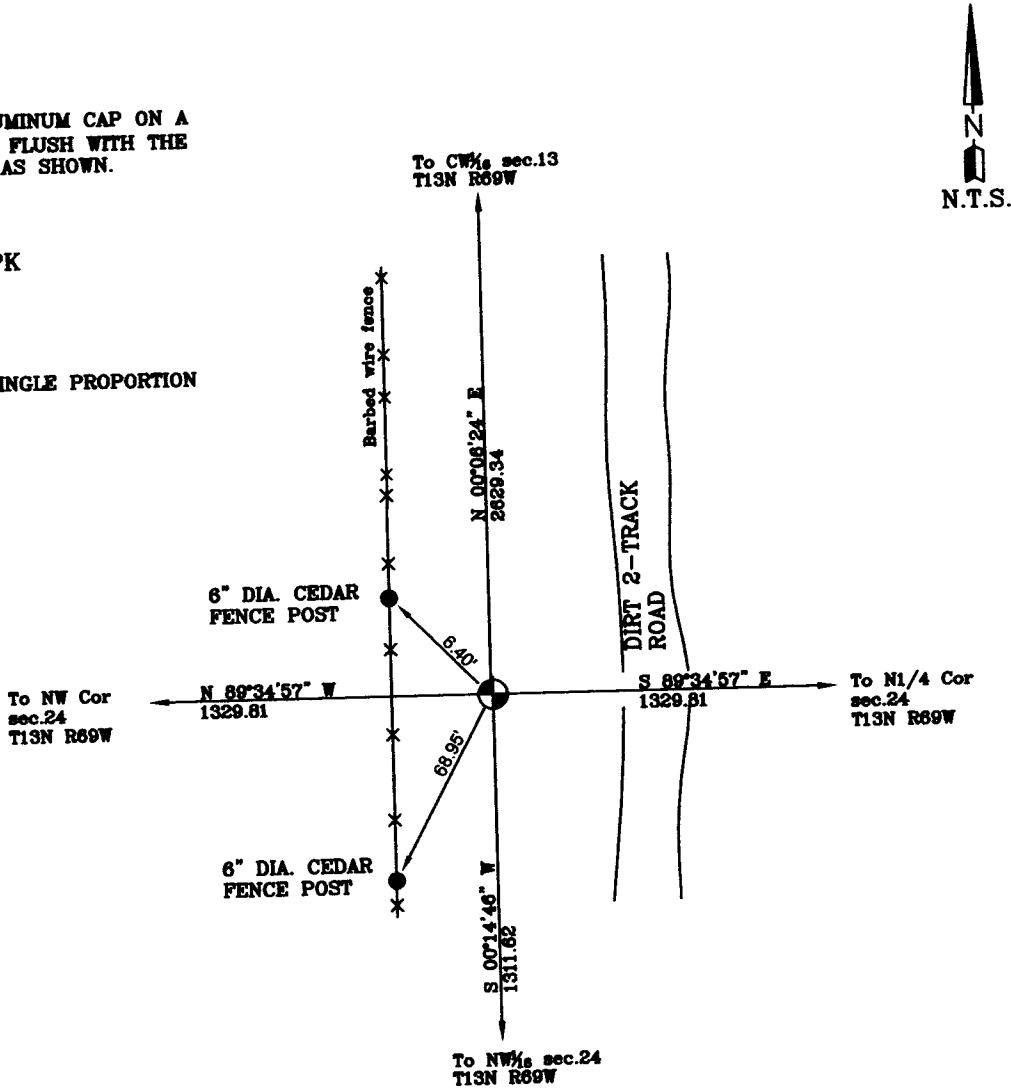 UMINUM CAP ON A
FLUSH WITH THE
AS SHOWN.
PK
INGLE PROPORTION
N
N.T.S.
To CW1/16 sec.13
T13N R69W
Barbed wire fence
N 00°06'24" E
2629.34
DIRT 2-TRACK
ROAD
6" DIA. CEDAR
FENCE POST
6.40'
To NW Cor
sec.24
T13N R69W
N 89°34'57" W
1329.81
S 89°34'57" E
1329.81
To N1/4 Cor
sec.24
T13N R69W
68.95'
6" DIA. CEDAR
FENCE POST
S 00°14'46" W
1311.62
To NW1/16 sec.24
T13N R69W